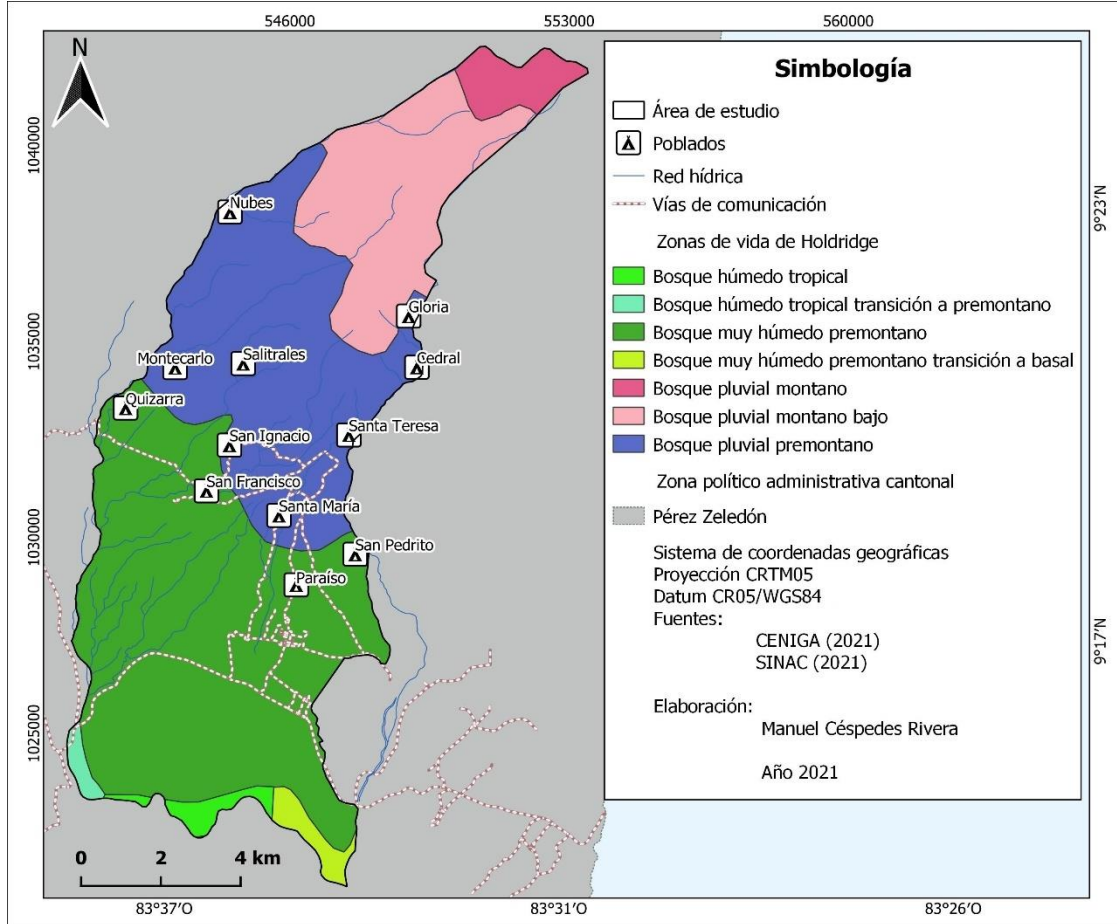 546000
553000
560000
N
1040000
1035000
1030000
1025000
Nubes
Gloria
Montecarlo
Salitrales
Cedral
Quizarra
San Ignacio
Santa Teresa
San Francisco
Santa María
San Pedrito
Paraíso
0 2 4 km
Simbología
Área de estudio
Poblados
Red hídrica
Vías de comunicación
Zonas de vida de Holdridge
Bosque húmedo tropical
Bosque húmedo tropical transición a premontano
Bosque muy húmedo premontano
Bosque muy húmedo premontano transición a basal
Bosque pluvial montano
Bosque pluvial montano bajo
Bosque pluvial premontano
Zona político administrativa cantonal
Pérez Zeledón
Sistema de coordenadas geográficas
Proyección CRTM05
Datum CR05/WGS84
Fuentes:
CENIGA (2021)
SINAC (2021)
Elaboración:
Manuel Céspedes Rivera
Año 2021
9°23'N
9°17'N
83°37'O
83°31'O
83°26'O